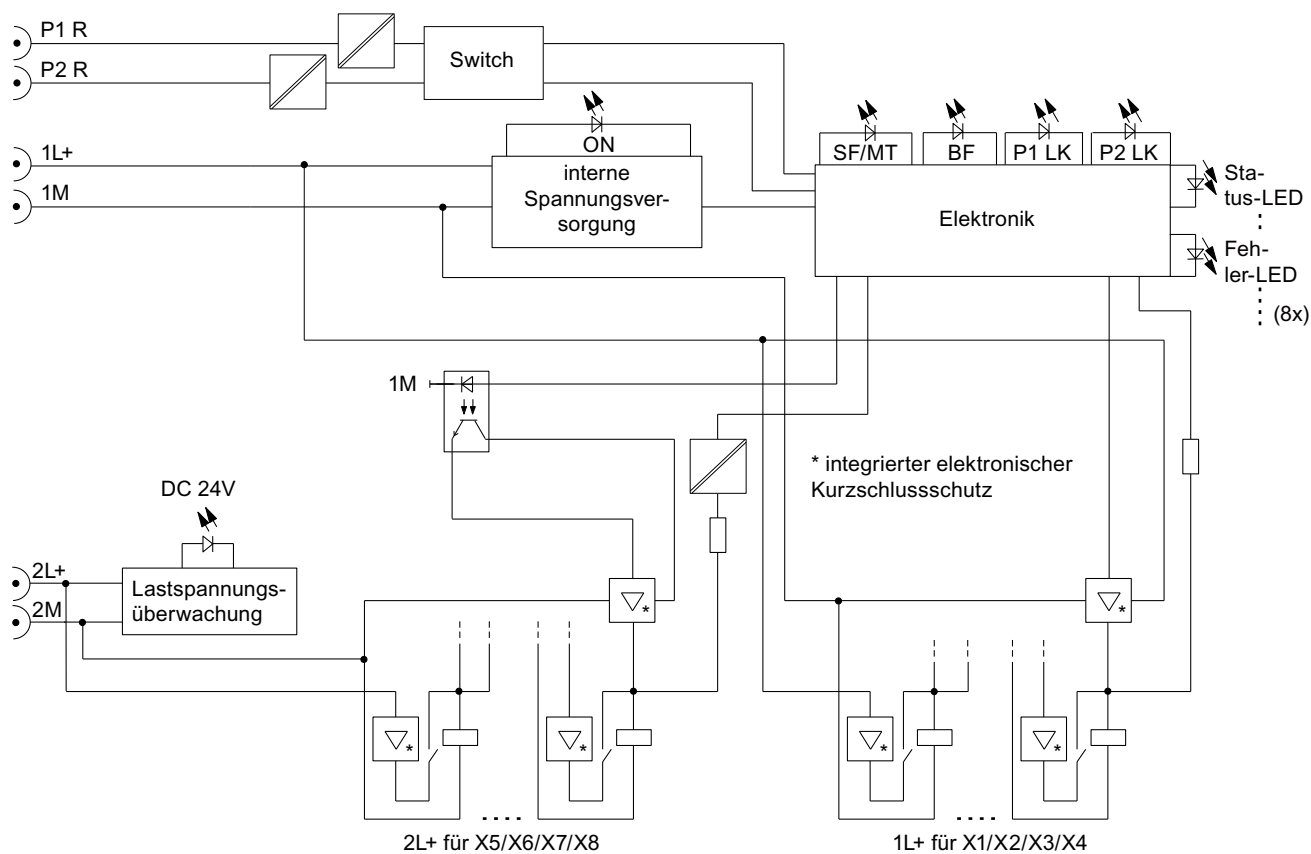 P1 R
P2 R
Switch
1L+
1M
ON
interne
Spannungsver-
sorgung
SF/MT
BF
P1 LK
P2 LK
Elektronik
Sta-
tus-LED
Feh-
ler-LED
(8x)
1M
* integrierter elektronischer
Kurzschlussschutz
DC 24V
2L+
2M
Lastspannungs-
überwachung
*
*
*
*
*
*
2L+ für X5/X6/X7/X8
1L+ für X1/X2/X3/X4